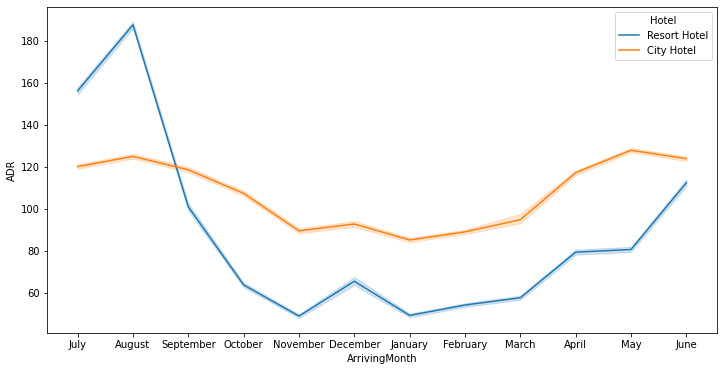 Hotel
Resort Hotel
City Hotel
ADR
180
160
140
120
100
80
60
July August September October November December January February March April May June
ArrivingMonth